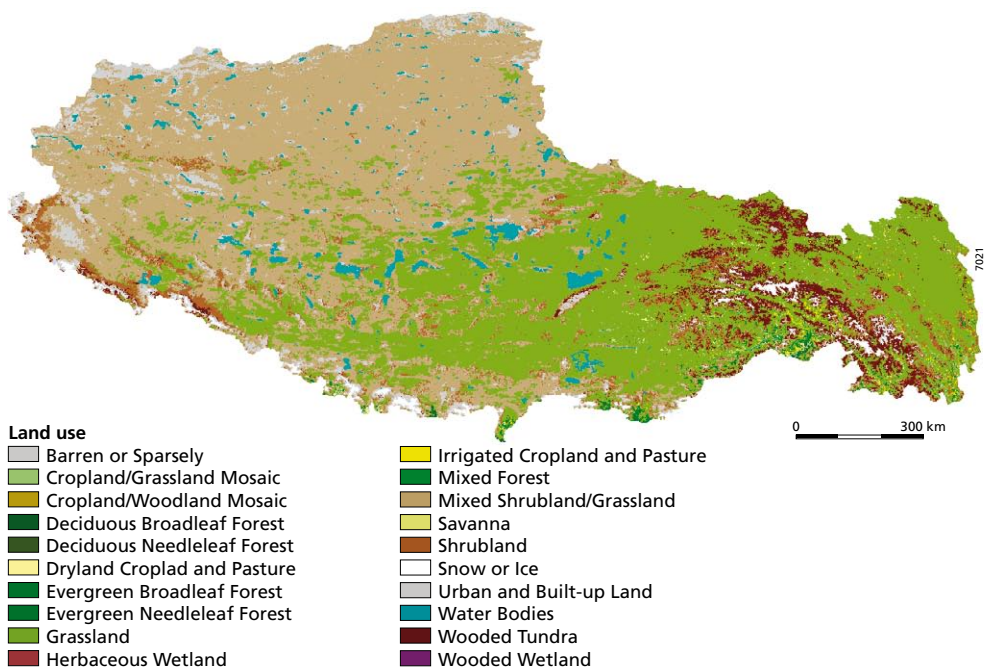 7021
0 300 km
Land use
Barren or Sparsely
Cropland/Grassland Mosaic
Cropland/Woodland Mosaic
Deciduous Broadleaf Forest
Deciduous Needleleaf Forest
Dryland Croplad and Pasture
Evergreen Broadleaf Forest
Evergreen Needleleaf Forest
Grassland
Herbaceous Wetland
Irrigated Cropland and Pasture
Mixed Forest
Mixed Shrubland/Grassland
Savanna
Shrubland
Snow or Ice
Urban and Built-up Land
Water Bodies
Wooded Tundra
Wooded Wetland